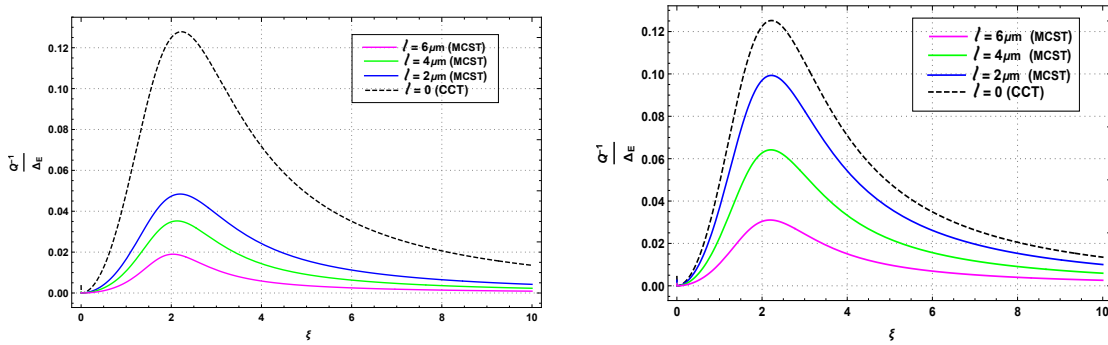 0.12
0.10
0.08
0.06
0.04
0.02
0.00
0
2
4
6
8
10
Q⁻¹
Δ_E
ξ
l = 6μm (MCST)
l = 4μm (MCST)
l = 2μm (MCST)
l = 0 (CCT)
0.12
0.10
0.08
0.06
0.04
0.02
0.00
0
2
4
6
8
10
Q⁻¹
Δ_E
ξ
l = 6μm (MCST)
l = 4μm (MCST)
l = 2μm (MCST)
l = 0 (CCT)